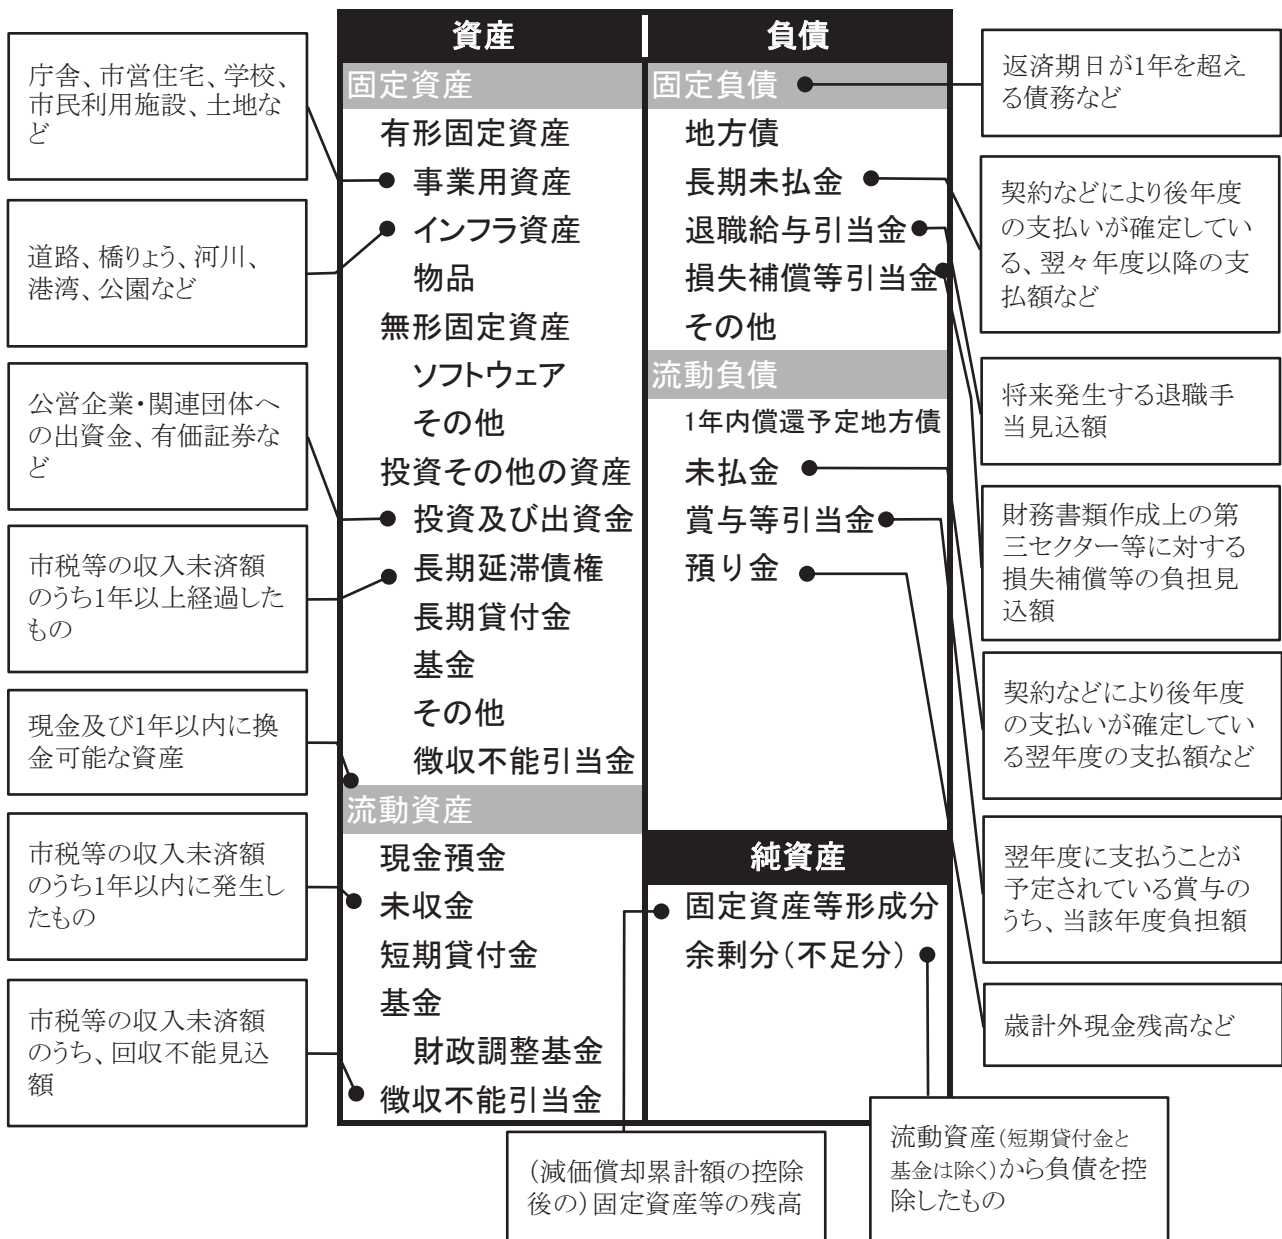 庁舎、市営住宅、学校、
市民利用施設、土地な
ど
道路、橋りょう、河川、
港湾、公園など
公営企業・関連団体へ
の出資金、有価証券な
ど
市税等の収入未済額
のうち1年以上経過した
もの
現金及び1年以内に換
金可能な資産
市税等の収入未済額
のうち1年以内に発生し
たもの
市税等の収入未済額
のうち、回収不能見込
額
資産
固定資産
有形固定資産
事業用資産
インフラ資産
物品
無形固定資産
ソフトウェア
その他
投資その他の資産
投資及び出資金
長期延滞債権
長期貸付金
基金
その他
徴収不能引当金
流動資産
現金預金
未収金
短期貸付金
基金
財政調整基金
徴収不能引当金
負債
固定負債
地方債
長期未払金
退職給与引当金
損失補償等引当金
その他
流動負債
1年内償還予定地方債
未払金
賞与等引当金
預り金
純資産
固定資産等形成分
余剰分(不足分)
返済期日が1年を超え
る債務など
契約などにより後年度
の支払いが確定してい
る、翌々年度以降の支
払額など
将来発生する退職手
当見込額
財務書類作成上の第
三セクター等に対する
損失補償等の負担見
込額
契約などにより後年度
の支払いが確定してい
る翌年度の支払額など
翌年度に支払うことが
予定されている賞与の
うち、当該年度負担額
歳計外現金残高など
(減価償却累計額の控除
後の)固定資産等の残高
流動資産(短期貸付金と
基金は除く)から負債を控
除したもの